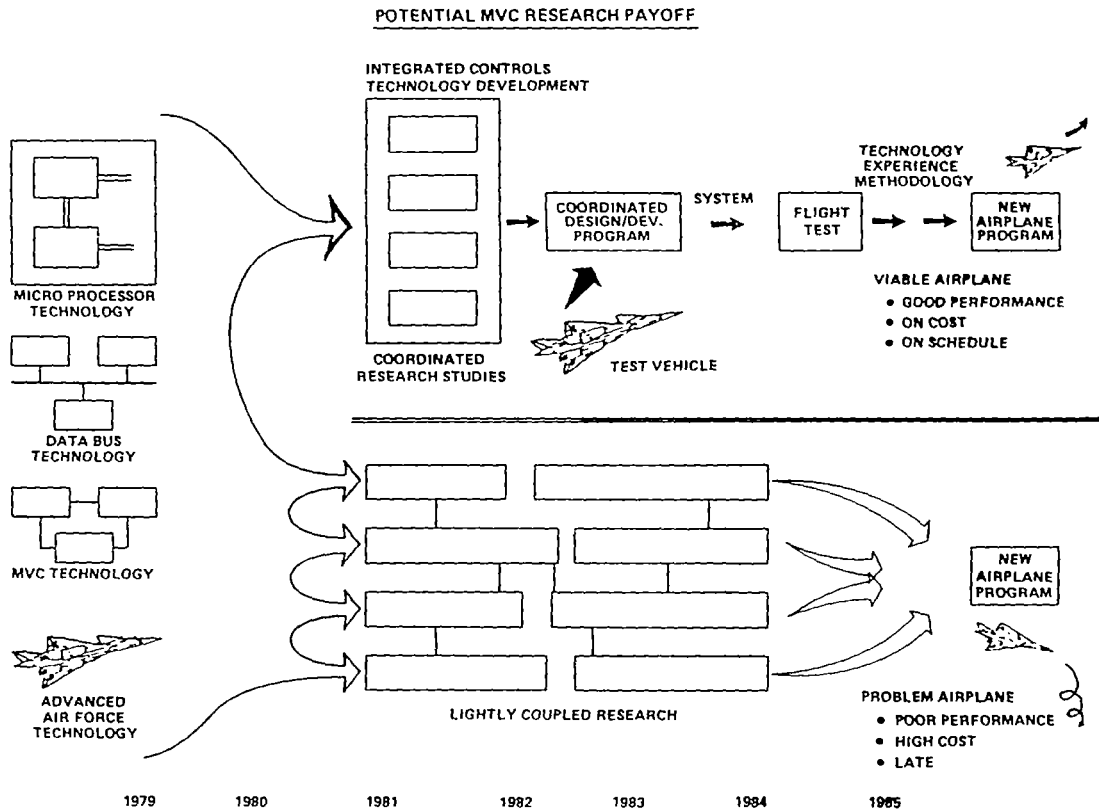 POTENTIAL MVC RESEARCH PAYOFF
INTEGRATED CONTROLS
TECHNOLOGY DEVELOPMENT
MICRO PROCESSOR
TECHNOLOGY
DATA BUS
TECHNOLOGY
MVC TECHNOLOGY
ADVANCED
AIR FORCE
TECHNOLOGY
COORDINATED
RESEARCH STUDIES
COORDINATED
DESIGN/DEV.
PROGRAM
TEST VEHICLE
SYSTEM
FLIGHT
TEST
TECHNOLOGY
EXPERIENCE
METHODOLOGY
NEW
AIRPLANE
PROGRAM
VIABLE AIRPLANE
• GOOD PERFORMANCE
• ON COST
• ON SCHEDULE
LIGHTLY COUPLED RESEARCH
NEW
AIRPLANE
PROGRAM
PROBLEM AIRPLANE
• POOR PERFORMANCE
• HIGH COST
• LATE
1979 1980 1981 1982 1983 1984 1985